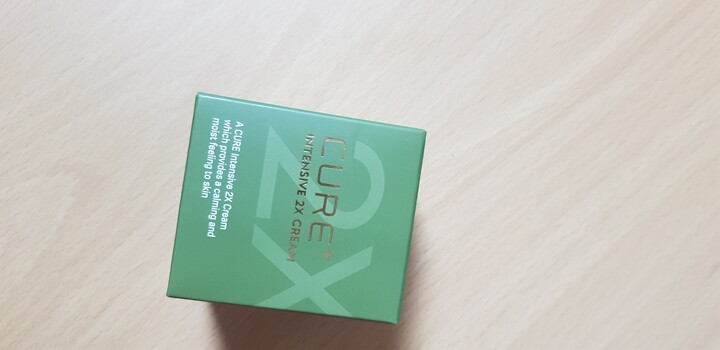 2X
CURE+
INTENSIVE 2X CREAM
A CURE Intensive 2X Cream
which provides a calming and
moist feeling to skin